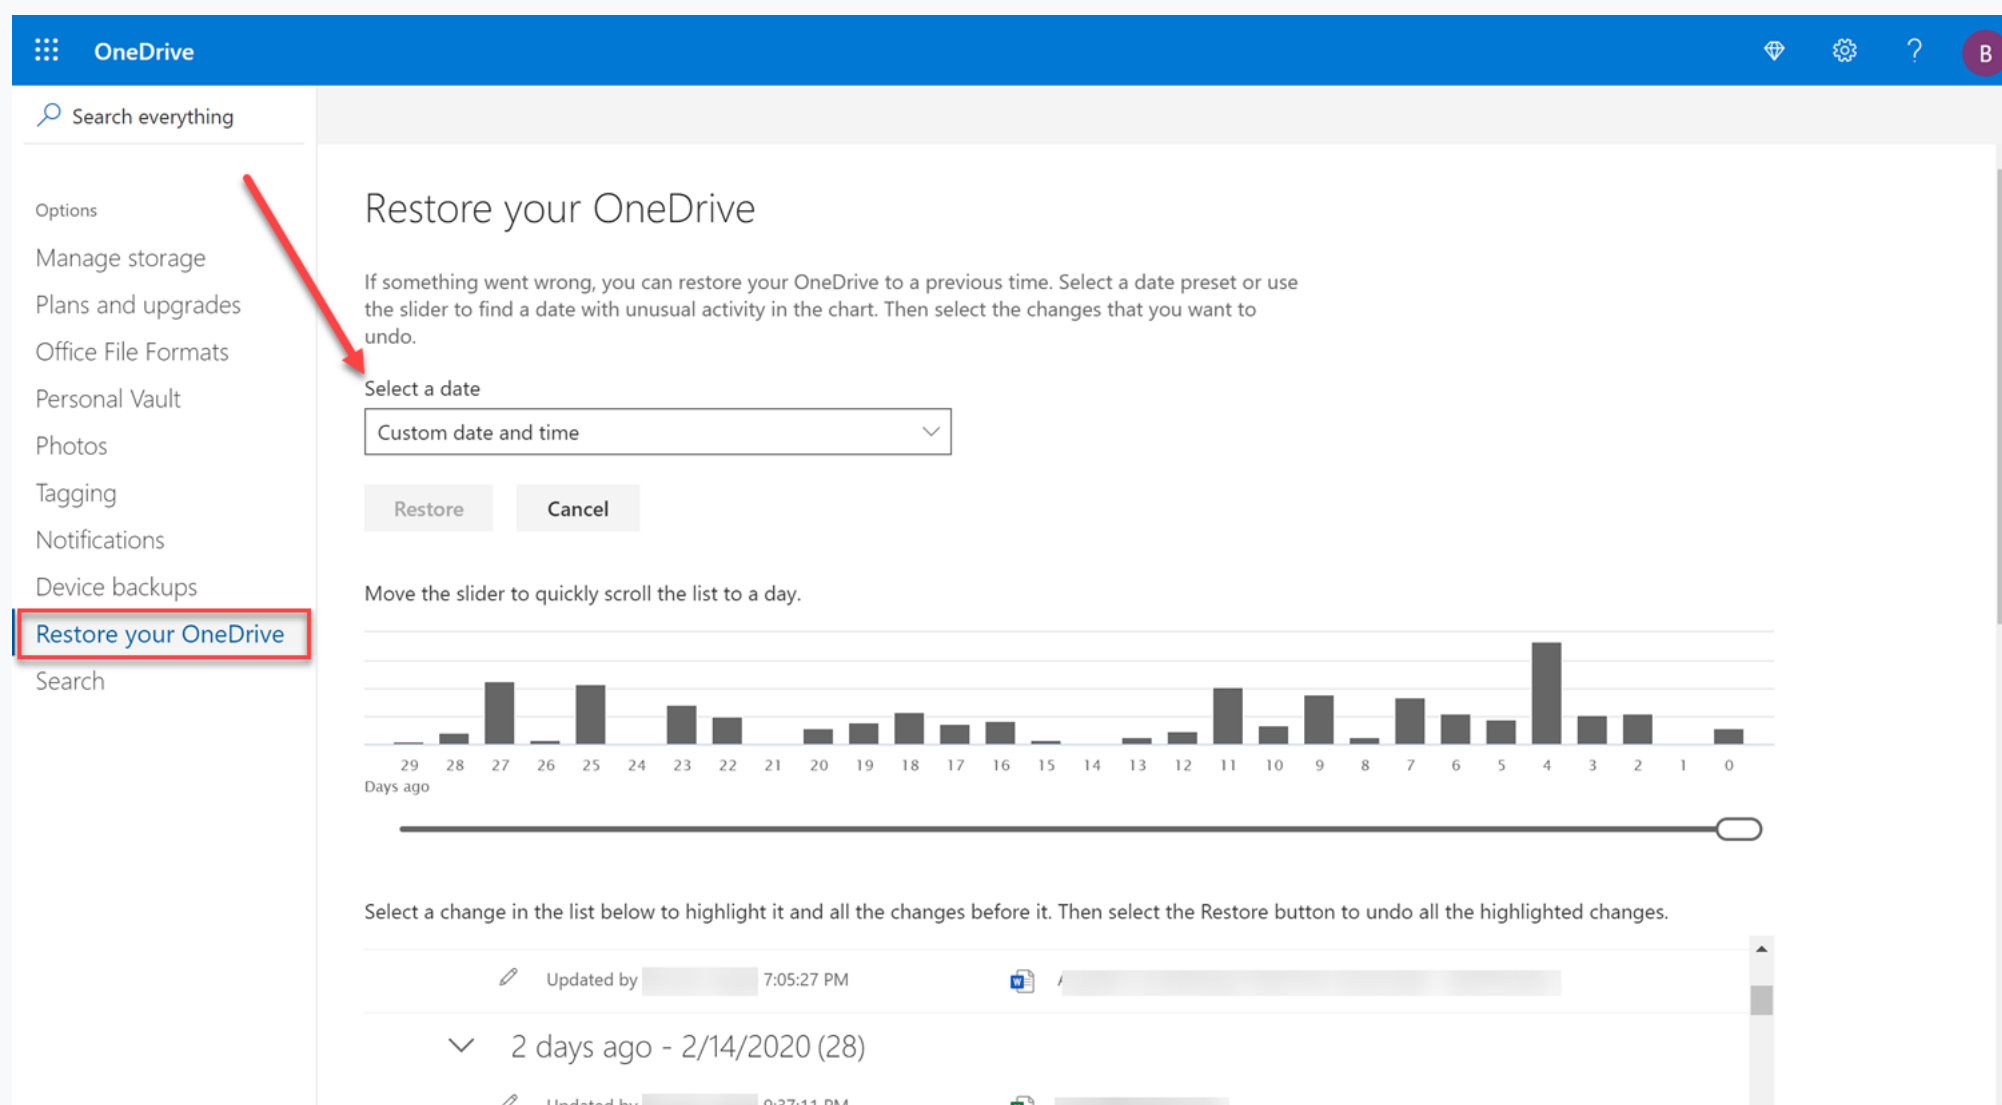 OneDrive
B
Search everything
Options
Manage storage
Plans and upgrades
Office File Formats
Personal Vault
Photos
Tagging
Notifications
Device backups
Restore your OneDrive
Search
Restore your OneDrive
If something went wrong, you can restore your OneDrive to a previous time. Select a date preset or use
the slider to find a date with unusual activity in the chart. Then select the changes that you want to
undo.
Select a date
Custom date and time
Restore Cancel
Move the slider to quickly scroll the list to a day.
29 28 27 26 25 24 23 22 21 20 19 18 17 16 15 14 13 12 11 10 9 8 7 6 5 4 3 2 1 0
Days ago
Select a change in the list below to highlight it and all the changes before it. Then select the Restore button to undo all the highlighted changes.
Updated by 7:05:27 PM
2 days ago - 2/14/2020 (28)
Updated by 9:37:11 PM